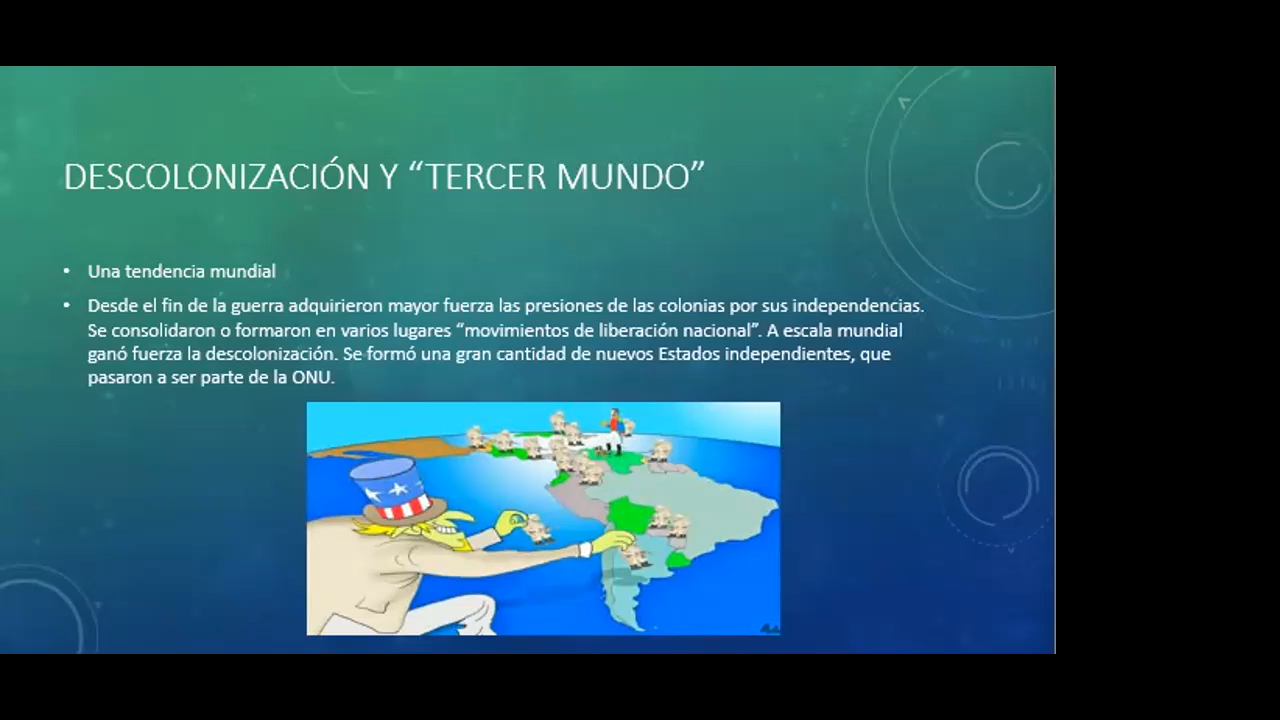 DESCOLONIZACIÓN Y “TERCER MUNDO”
• Una tendencia mundial
• Desde el fin de la guerra adquirieron mayor fuerza las presiones de las colonias por sus independencias.
Se consolidaron o formaron en varios lugares “movimientos de liberación nacional”. A escala mundial
ganó fuerza la descolonización. Se formó una gran cantidad de nuevos Estados independientes, que
pasaron a ser parte de la ONU.